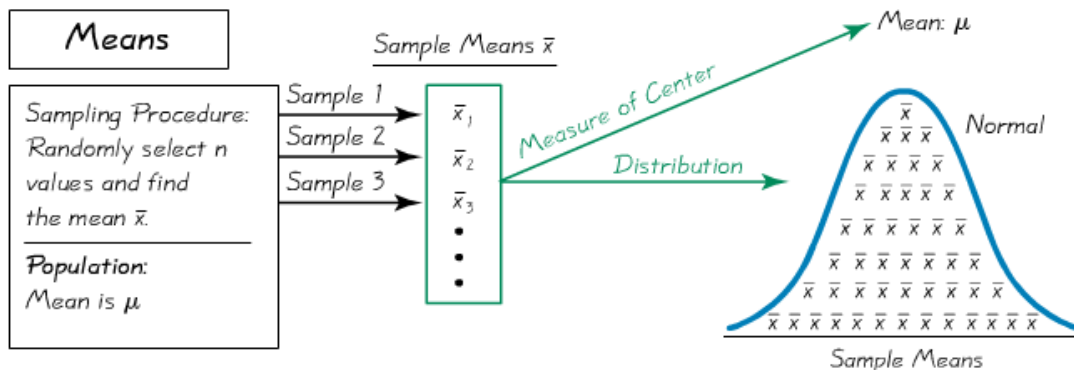 Means
Sampling Procedure:
Randomly select n
values and find
the mean x̄.
Population:
Mean is μ
Sample 1
Sample 2
Sample 3
Sample Means x̄
x̄₁
x̄₂
x̄₃
Measure of Center
Mean: μ
Distribution
Normal
x̄
x̄ x̄ x̄
x̄ x̄ x̄ x̄
x̄ x̄ x̄ x̄ x̄
x̄ x̄ x̄ x̄ x̄ x̄
x̄ x̄ x̄ x̄ x̄ x̄ x̄
x̄ x̄ x̄ x̄ x̄ x̄ x̄ x̄ x̄
x̄ x̄ x̄ x̄ x̄ x̄ x̄ x̄ x̄ x̄ x̄ x̄ x̄
Sample Means